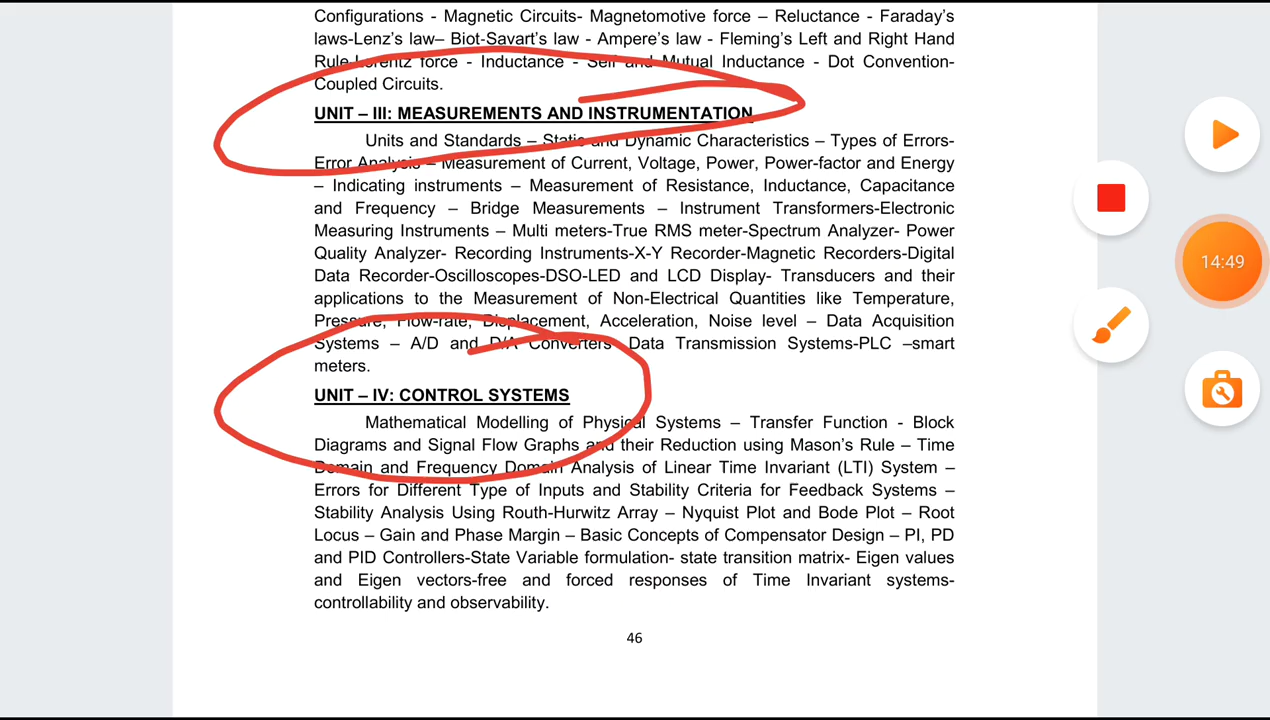 Configurations - Magnetic Circuits- Magnetomotive force – Reluctance - Faraday's
laws-Lenz's law– Biot-Savart's law - Ampere's law - Fleming's Left and Right Hand
Rule-Lorentz force - Inductance - Self and Mutual Inductance - Dot Convention-
Coupled Circuits.
UNIT – III: MEASUREMENTS AND INSTRUMENTATION
Units and Standards – Static and Dynamic Characteristics – Types of Errors-
Error Analysis – Measurement of Current, Voltage, Power, Power-factor and Energy
– Indicating instruments – Measurement of Resistance, Inductance, Capacitance
and Frequency – Bridge Measurements – Instrument Transformers-Electronic
Measuring Instruments – Multi meters-True RMS meter-Spectrum Analyzer- Power
Quality Analyzer- Recording Instruments-X-Y Recorder-Magnetic Recorders-Digital
Data Recorder-Oscilloscopes-DSO-LED and LCD Display- Transducers and their
applications to the Measurement of Non-Electrical Quantities like Temperature,
Pressure, Flow-rate, Displacement, Acceleration, Noise level – Data Acquisition
Systems – A/D and D/A Converters- Data Transmission Systems-PLC –smart
meters.
UNIT – IV: CONTROL SYSTEMS
Mathematical Modelling of Physical Systems – Transfer Function - Block
Diagrams and Signal Flow Graphs and their Reduction using Mason's Rule – Time
Domain and Frequency Domain Analysis of Linear Time Invariant (LTI) System –
Errors for Different Type of Inputs and Stability Criteria for Feedback Systems –
Stability Analysis Using Routh-Hurwitz Array – Nyquist Plot and Bode Plot – Root
Locus – Gain and Phase Margin – Basic Concepts of Compensator Design – PI, PD
and PID Controllers-State Variable formulation- state transition matrix- Eigen values
and Eigen vectors-free and forced responses of Time Invariant systems-
controllability and observability.
46
14:49